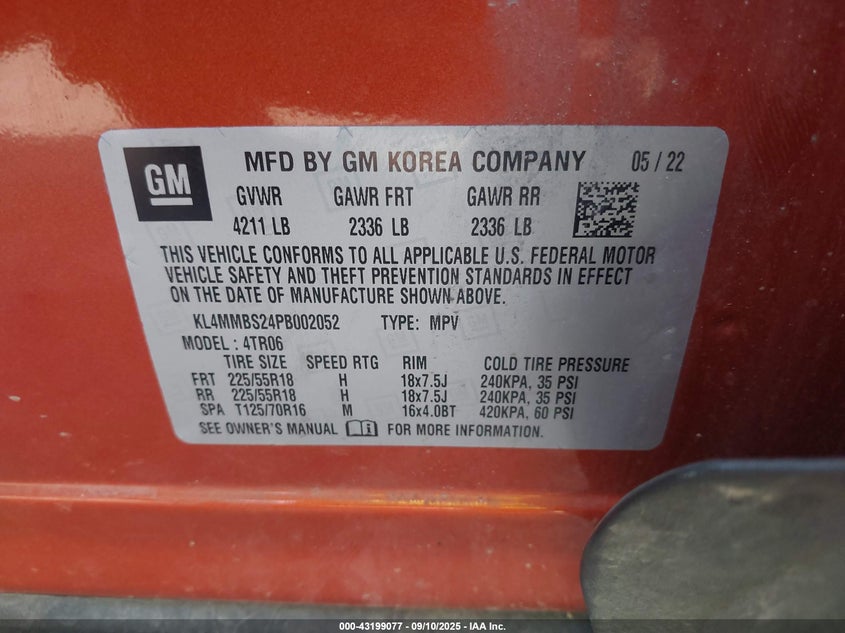 GM MFD BY GM KOREA COMPANY 05 / 22
GVWR GAWR FRT GAWR RR
4211 LB 2336 LB 2336 LB
THIS VEHICLE CONFORMS TO ALL APPLICABLE U.S. FEDERAL MOTOR
VEHICLE SAFETY AND THEFT PREVENTION STANDARDS IN EFFECT
ON THE DATE OF MANUFACTURE SHOWN ABOVE.
KL4MMBS24PB002052 TYPE: MPV
MODEL: 4TR06
TIRE SIZE SPEED RTG RIM COLD TIRE PRESSURE
FRT 225/55R18 H 18x7.5J 240KPA, 35 PSI
RR 225/55R18 H 18x7.5J 240KPA, 35 PSI
SPA T125/70R16 M 16x4.0BT 420KPA, 60 PSI
SEE OWNER'S MANUAL FOR MORE INFORMATION.
000-43199077 - 09/10/2025 - IAA Inc.